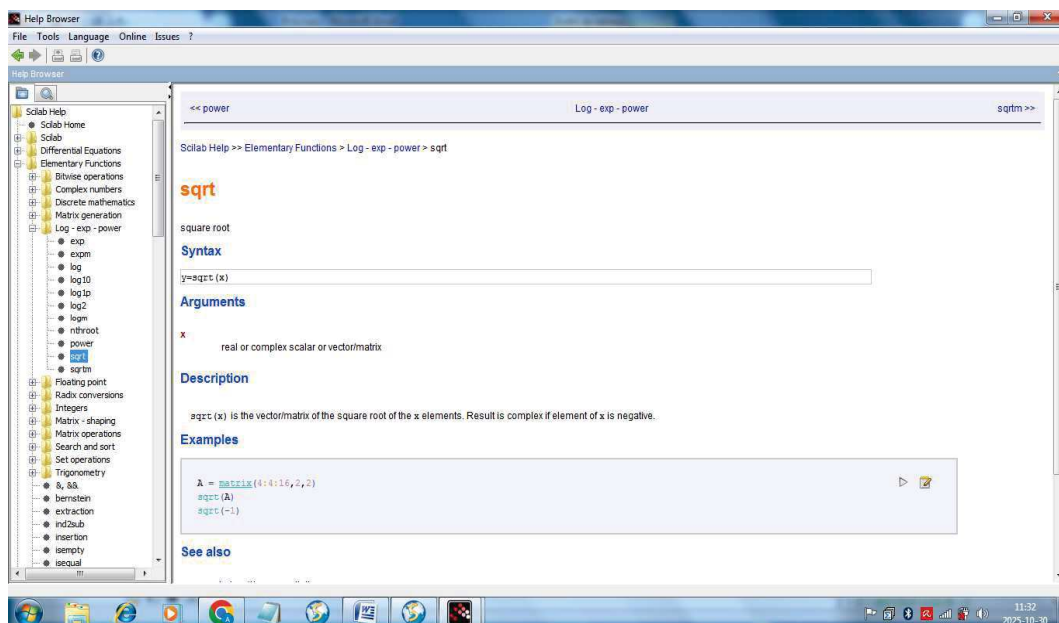 Help Browser
File Tools Language Online Issues ?
Help Browser
Scilab Help
Scilab Home
Scilab
Differential Equations
Elementary Functions
Bitwise operations
Complex numbers
Discrete mathematics
Matrix generation
Log - exp - power
exp
expm
log
log10
log1p
log2
logm
nthroot
power
sqrt
sqrtm
Floating point
Radix conversions
Integers
Matrix - shaping
Matrix operations
Search and sort
Set operations
Trigonometry
&, &&
bernstein
extraction
ind2sub
insertion
isempty
isequal
<< power Log - exp - power sqrtm >>
Scilab Help >> Elementary Functions > Log - exp - power > sqrt
sqrt
square root
Syntax
y=sqrt(x)
Arguments
x
real or complex scalar or vector/matrix
Description
sqrt(x) is the vector/matrix of the square root of the x elements. Result is complex if element of x is negative.
Examples
A = matrix(4:4:16,2,2)
sqrt(A)
sqrt(-1)
See also
11:32
2025-10-30